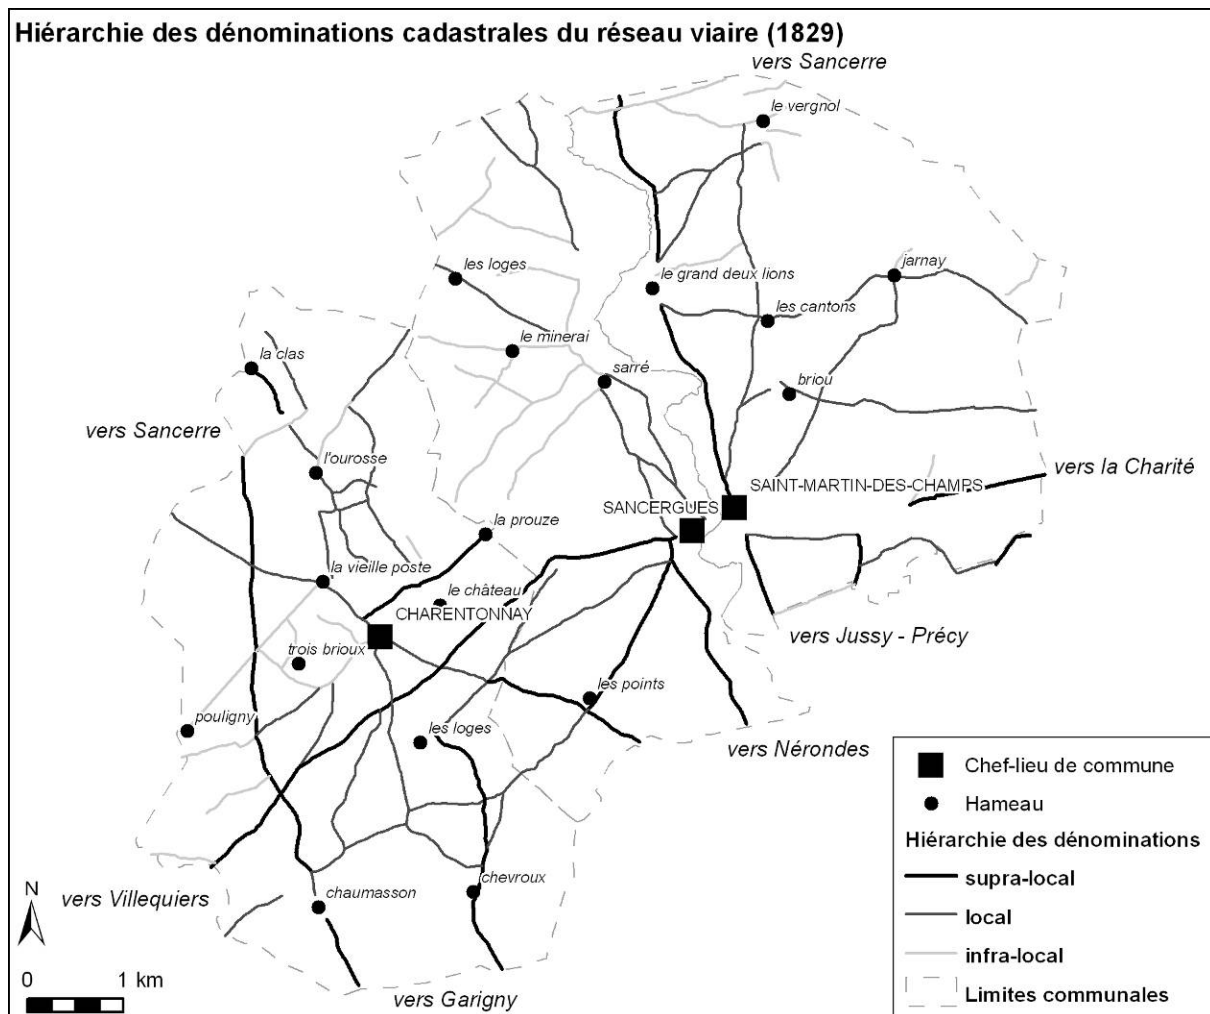 Hiérarchie des dénominations cadastrales du réseau viaire (1829)
vers Sancerre
le vergnol
les loges
le grand deux lions
jarnay
les cantons
le minerai
la clas
sarré
briou
vers Sancerre
l'ourosse
vers la Charité
SAINT-MARTIN-DES-CHAMPS
SANCERGUES
la prouze
la vieille poste
le château
CHARENTONNAY
vers Jussy - Précy
trois brioux
les points
pouligny
les loges
vers Nérondes
chevroux
vers Villequiers
chaumasson
vers Garigny
N
0 1 km
Chef-lieu de commune
Hameau
Hiérarchie des dénominations
supra-local
local
infra-local
Limites communales